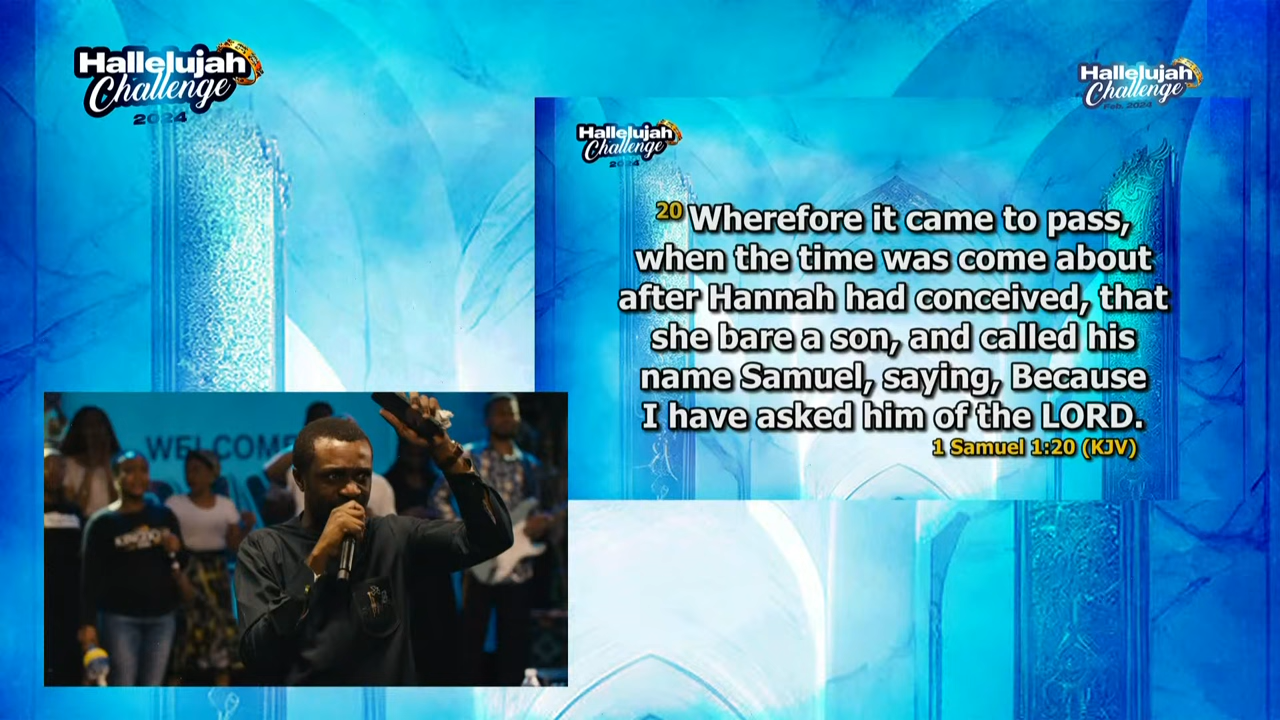 Hallelujah
Challenge
2024
Hallelujah
Challenge
Feb. 2024
Hallelujah
Challenge
2024
20 Wherefore it came to pass,
when the time was come about
after Hannah had conceived, that
she bare a son, and called his
name Samuel, saying, Because
I have asked him of the LORD.
1 Samuel 1:20 (KJV)
WELCOME